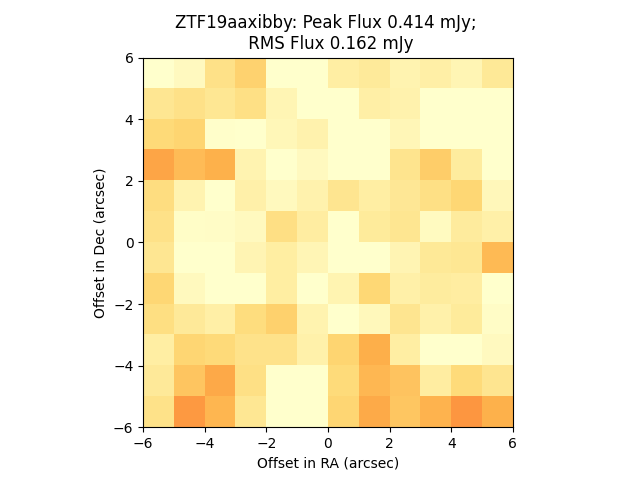 ZTF19aaxibby: Peak Flux 0.414 mJy;
RMS Flux 0.162 mJy
6
4
2
0
−2
−4
−6
Offset in Dec (arcsec)
−6 −4 −2 0 2 4 6
Offset in RA (arcsec)